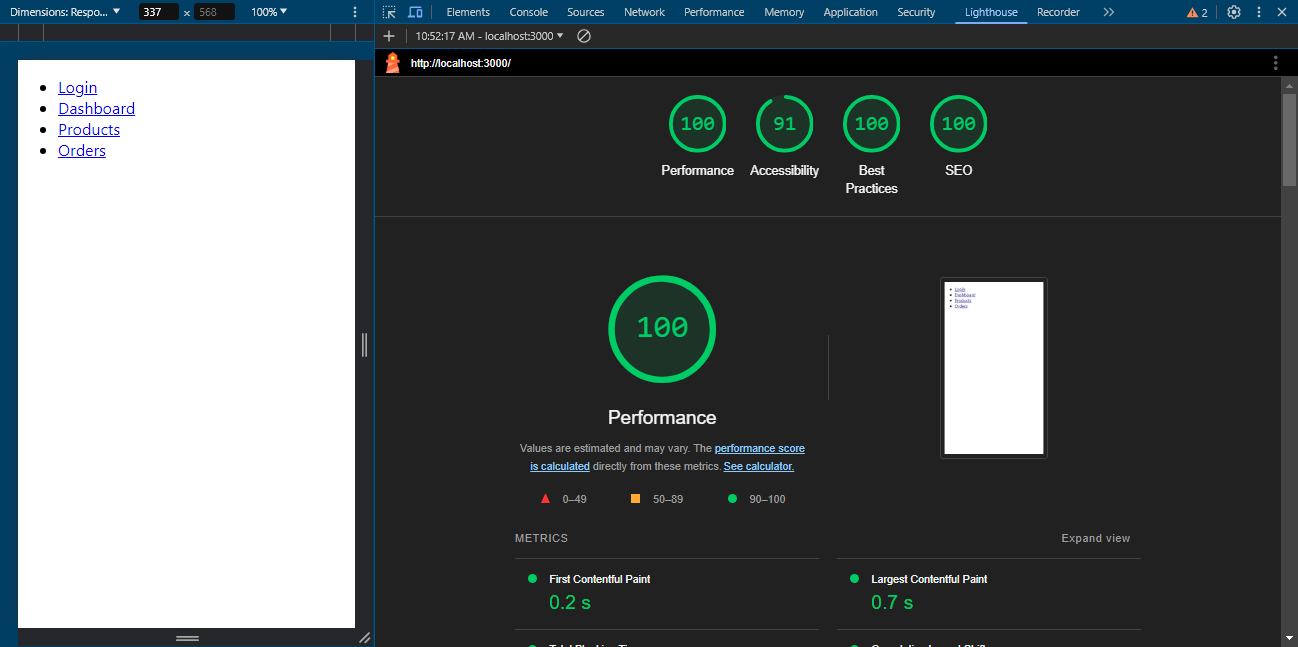 Dimensions: Respo... 337 x 568 100%
Elements Console Sources Network Performance Memory Application Security Lighthouse Recorder 2
10:52:17 AM - localhost:3000
http://localhost:3000/
Login
Dashboard
Products
Orders
100 91 100 100
Performance Accessibility Best Practices SEO
Login
Dashboard
Products
Orders
100
Performance
Values are estimated and may vary. The performance score
is calculated directly from these metrics. See calculator.
0–49 50–89 90–100
METRICS Expand view
First Contentful Paint Largest Contentful Paint
0.2 s 0.7 s